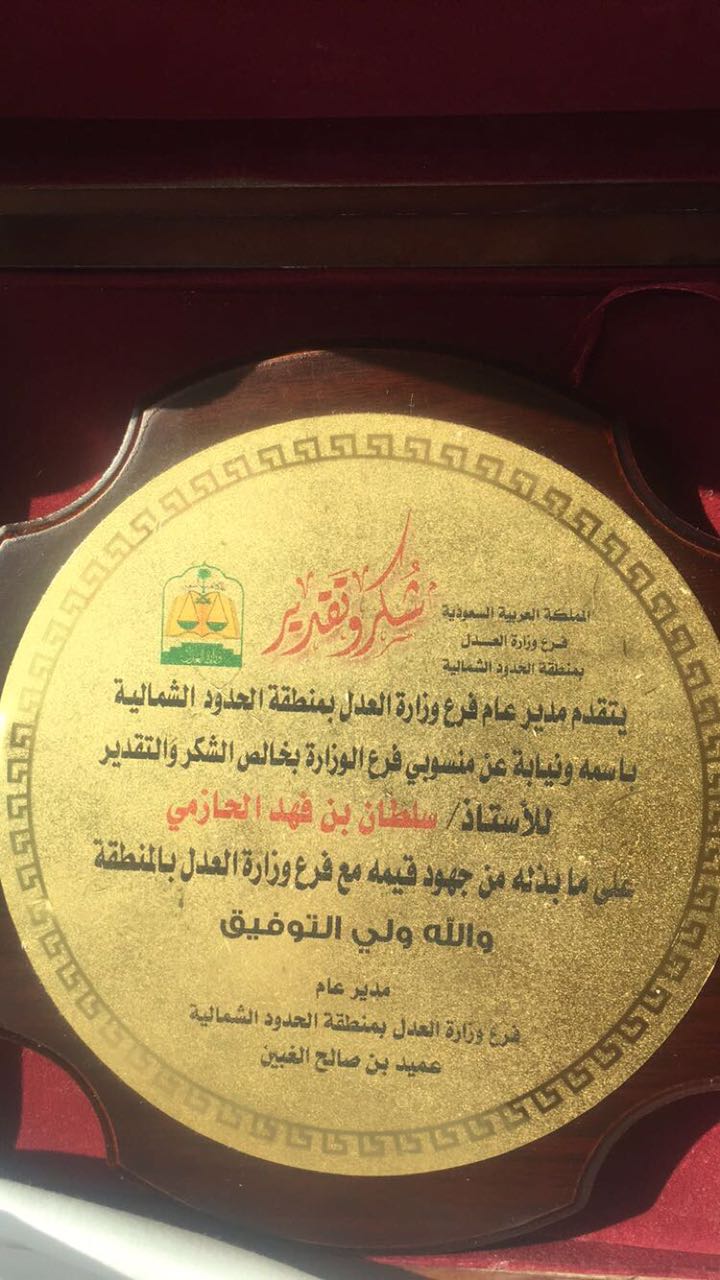 المملكة العربية السعودية
فرع وزارة العـدل
بمنطقة الحدود الشمالية
شكر وتقدير
وزارة العدل
يتقدم مدير عام فرع وزارة العدل بمنطقة الحدود الشمالية
باسمه ونيابة عن منسوبي فرع الوزارة بخالص الشكر والتقدير
للأستاذ/ سلطان بن فهد الحازمي
على ما بذله من جهود قيمه مع فرع وزارة العدل بالمنطقة
والله ولي التوفيق
مدير عام
فرع وزارة العدل بمنطقة الحدود الشمالية
عميد بن صالح الغبين